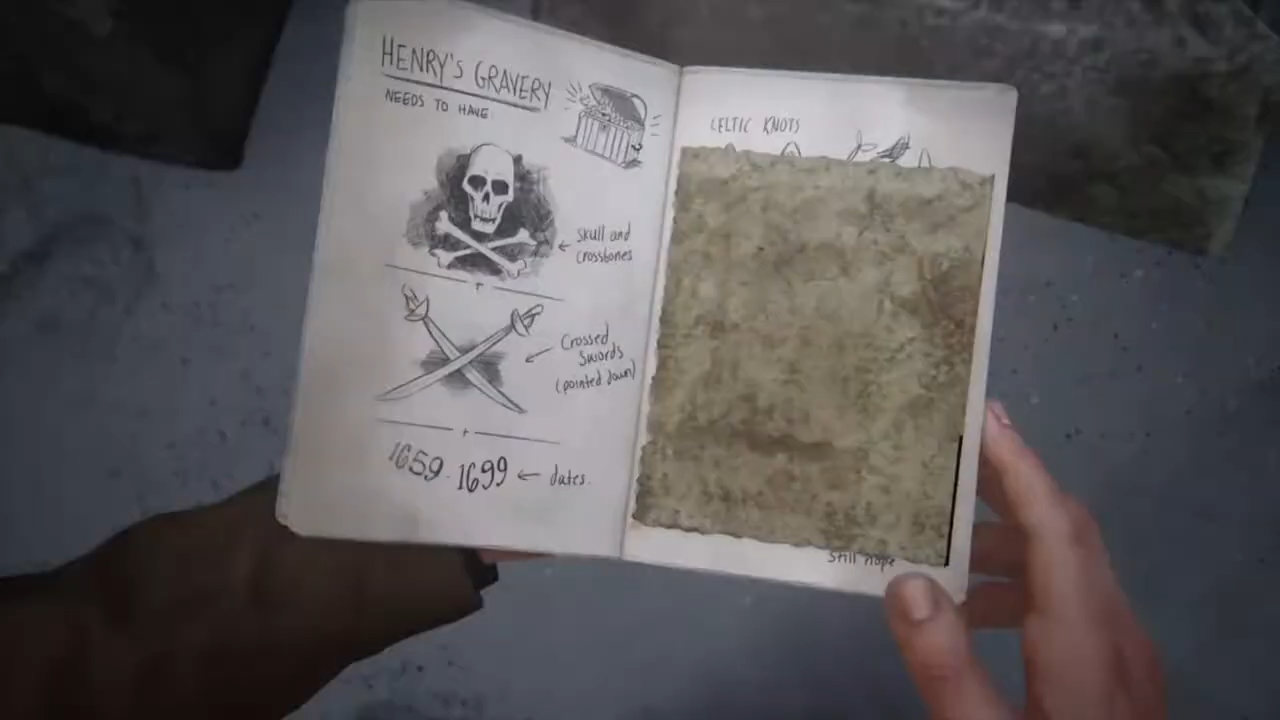 HENRY'S GRAVERY
NEEDS TO HAVE
Skull and
crossbones
Crossed
Swords
(pointed down)
1659-1699 ← dates.
CELTIC KNOTS
Still nope